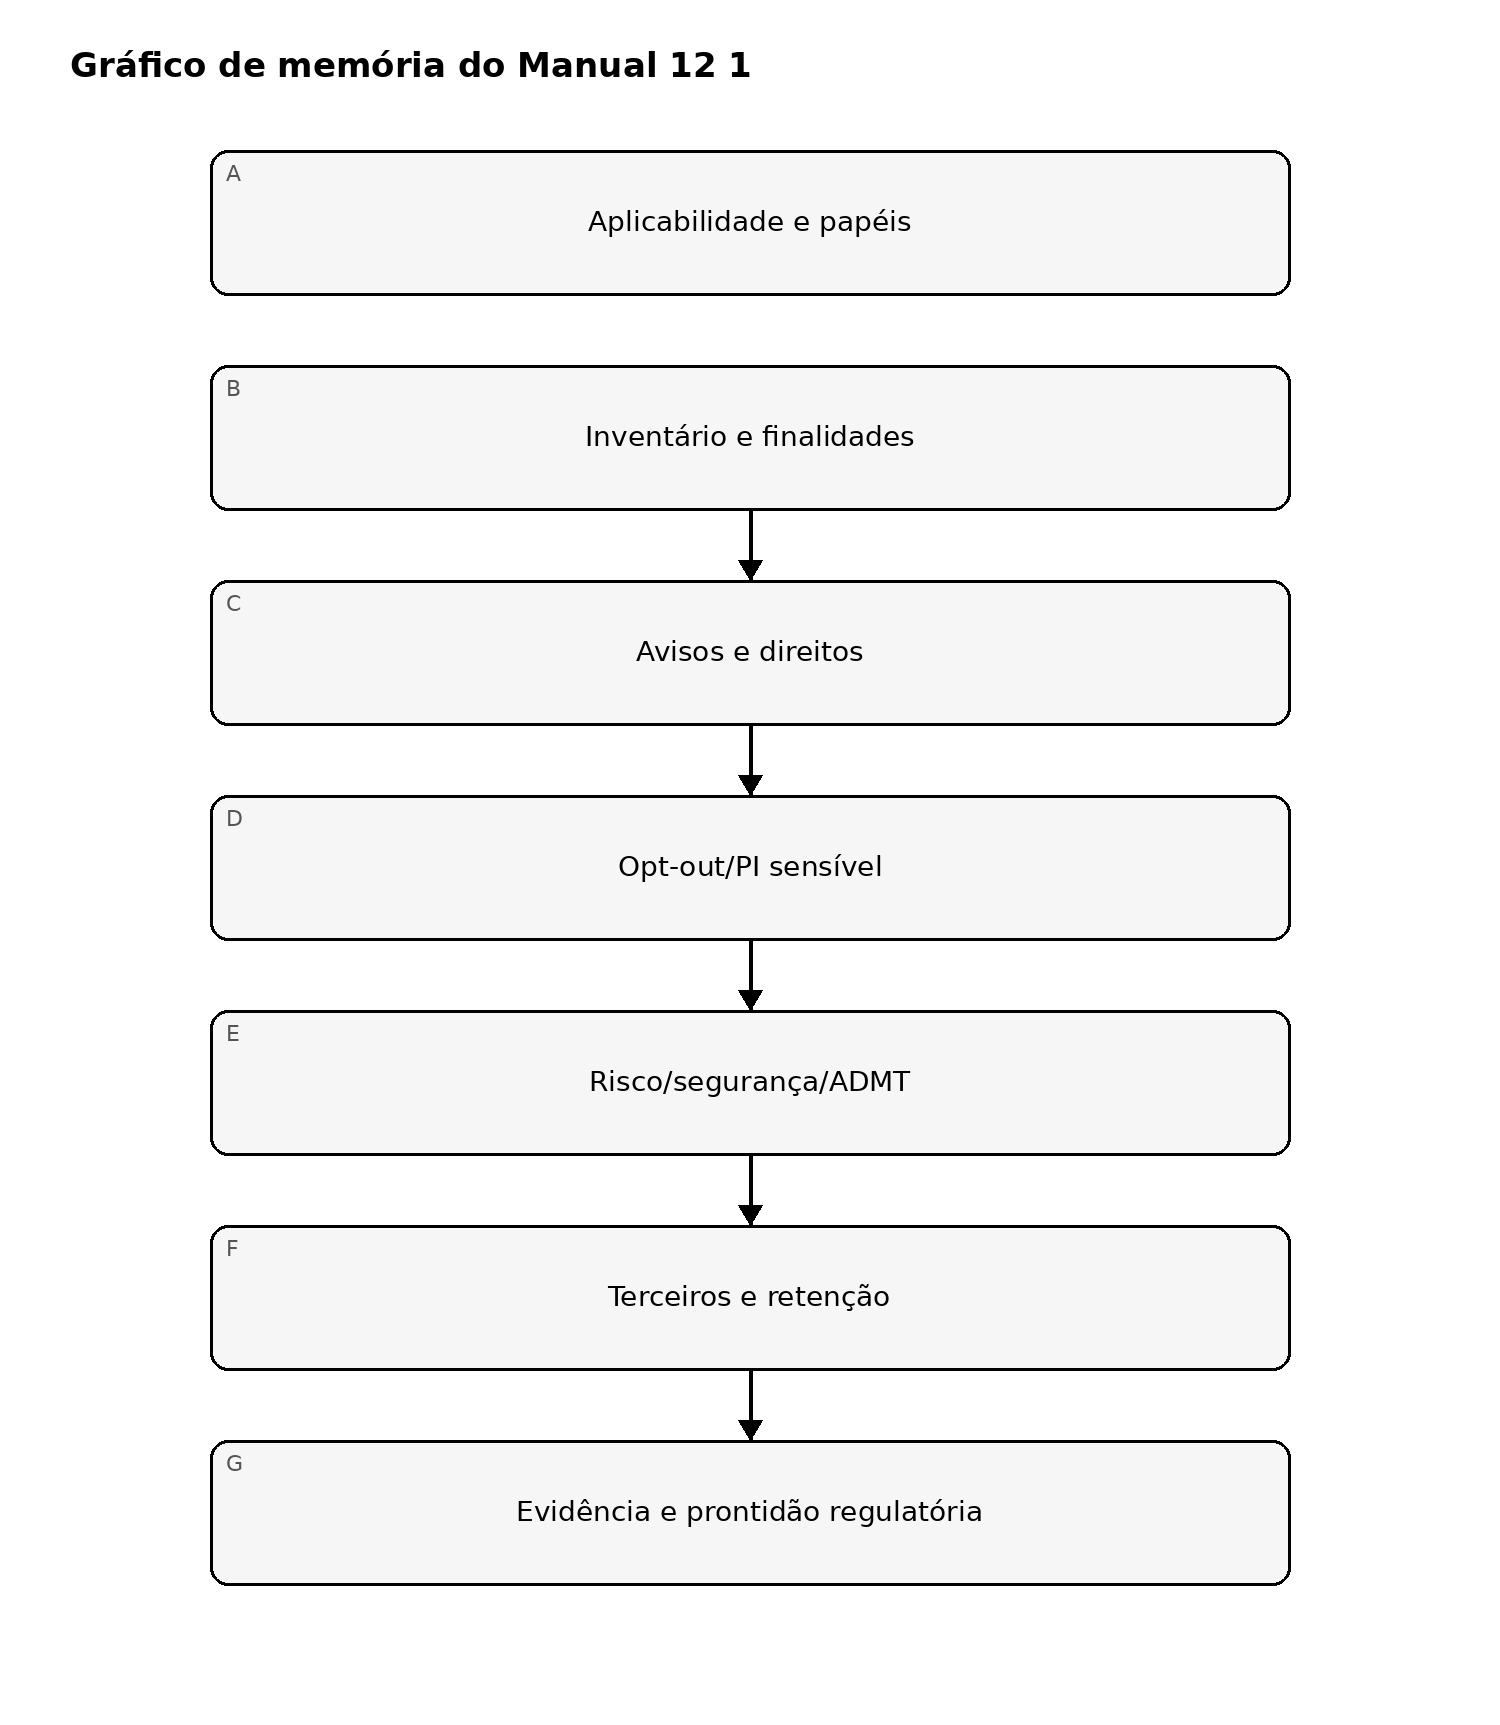 Gráfico de memória do Manual 12 1
A
Aplicabilidade e papéis
B
Inventário e finalidades
C
Avisos e direitos
D
Opt-out/PI sensível
E
Risco/segurança/ADMT
F
Terceiros e retenção
G
Evidência e prontidão regulatória